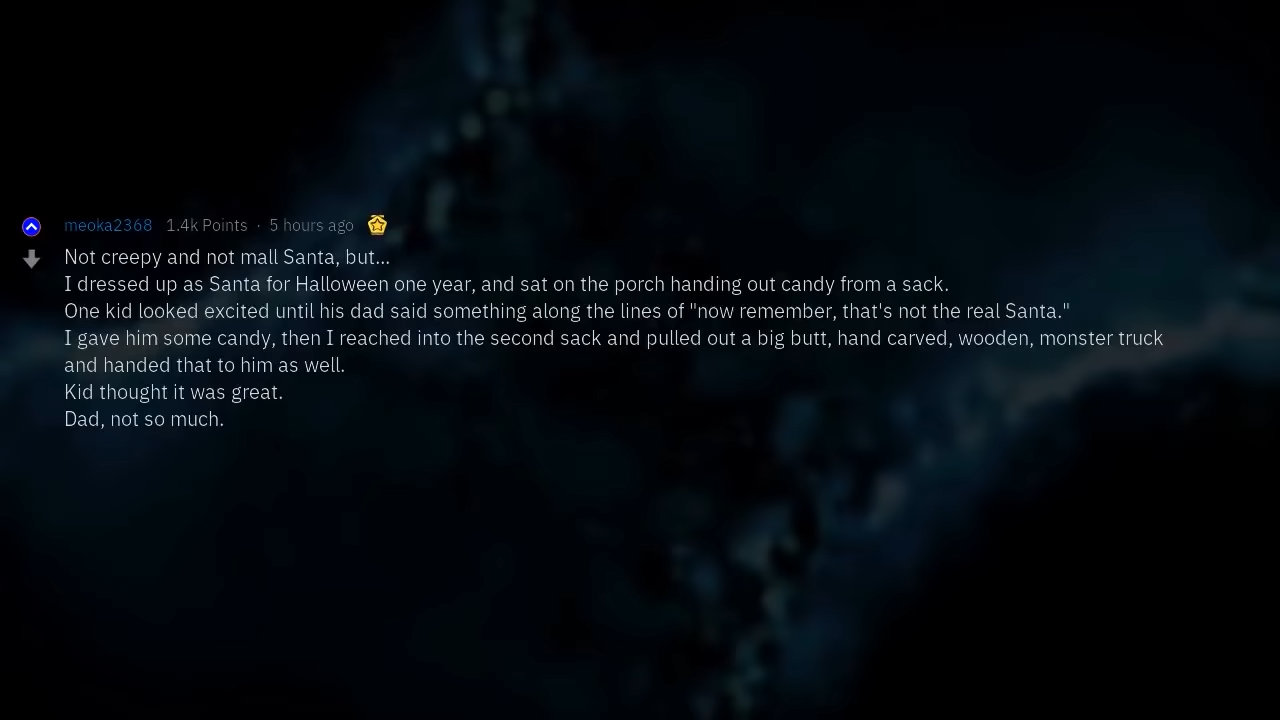 meoka2368 1.4k Points · 5 hours ago
Not creepy and not mall Santa, but...
I dressed up as Santa for Halloween one year, and sat on the porch handing out candy from a sack.
One kid looked excited until his dad said something along the lines of "now remember, that's not the real Santa."
I gave him some candy, then I reached into the second sack and pulled out a big butt, hand carved, wooden, monster truck
and handed that to him as well.
Kid thought it was great.
Dad, not so much.